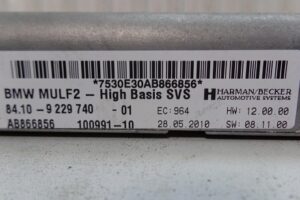 *7530E30AB866856*
BMW MULF2 – High Basis SVS
HARMAN/BECKER
AUTOMOTIVE SYSTEMS
84.10- 9 229 740 - 01 EC: 964 HW: 12.00.00
AB866856 100991-10 28.05.2010 SW: 08.11.00